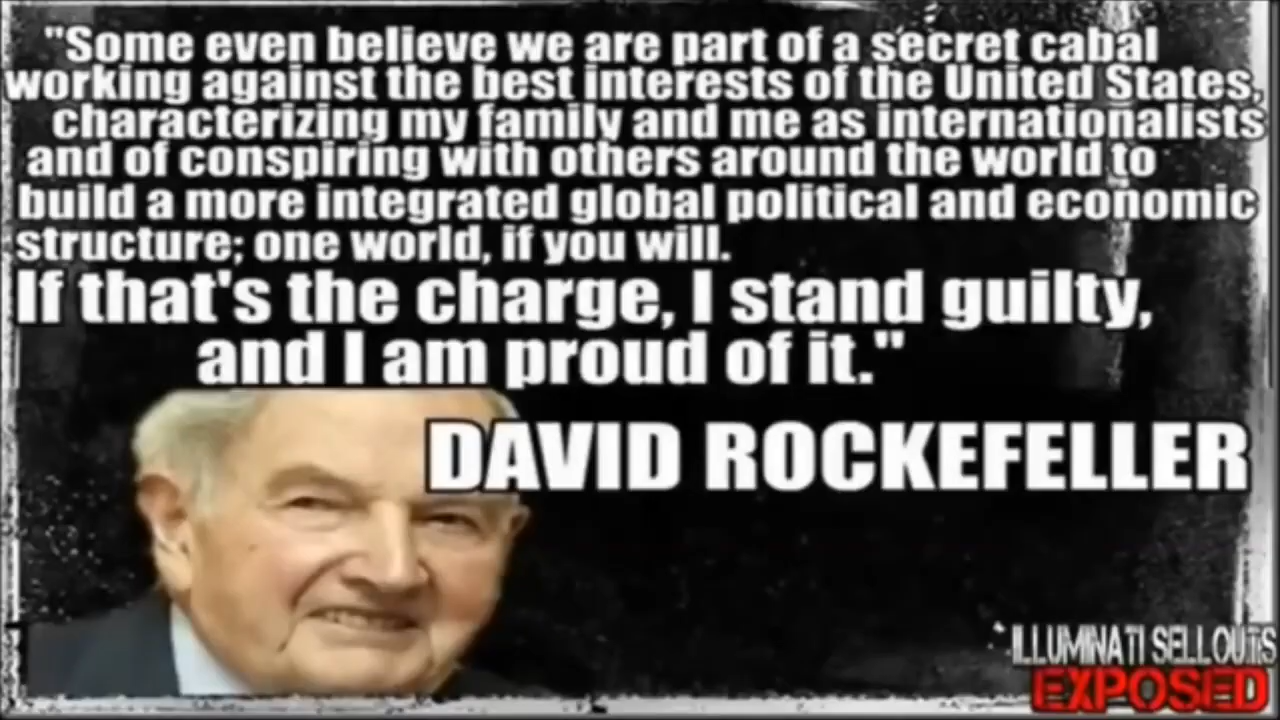 "Some even believe we are part of a secret cabal
working against the best interests of the United States,
characterizing my family and me as internationalists
and of conspiring with others around the world to
build a more integrated global political and economic
structure; one world, if you will.
If that's the charge, I stand guilty,
and I am proud of it."
DAVID ROCKEFELLER
ILLUMINATI SELLOUTS
EXPOSED